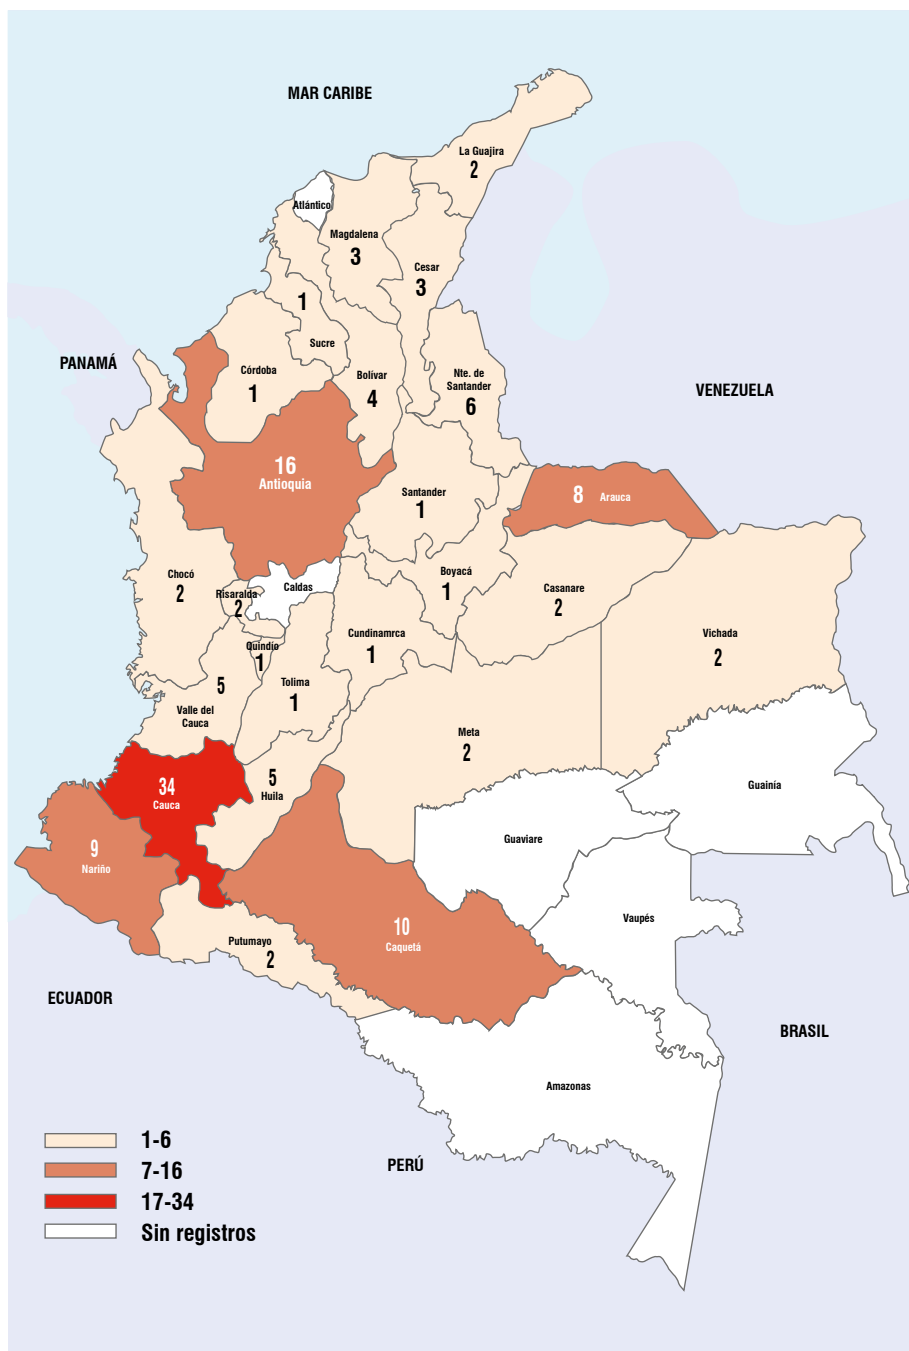 MAR CARIBE
La Guajira
2
Atlántico
Magdalena
3
Cesar
3
1
Sucre
PANAMÁ
Córdoba
1
Bolívar
4
Nte. de
Santander
6
VENEZUELA
16
Antioquia
Santander
1
8 Arauca
Chocó
2
Risaralda
2
Caldas
Boyacá
1
Casanare
2
Quindío
1
Cundinamrca
1
Vichada
2
5
Valle del
Cauca
Tolima
1
Meta
2
34
Cauca
5
Huila
Guainía
9
Nariño
Guaviare
10
Caquetá
Vaupés
Putumayo
2
ECUADOR
BRASIL
Amazonas
PERÚ
1-6
7-16
17-34
Sin registros